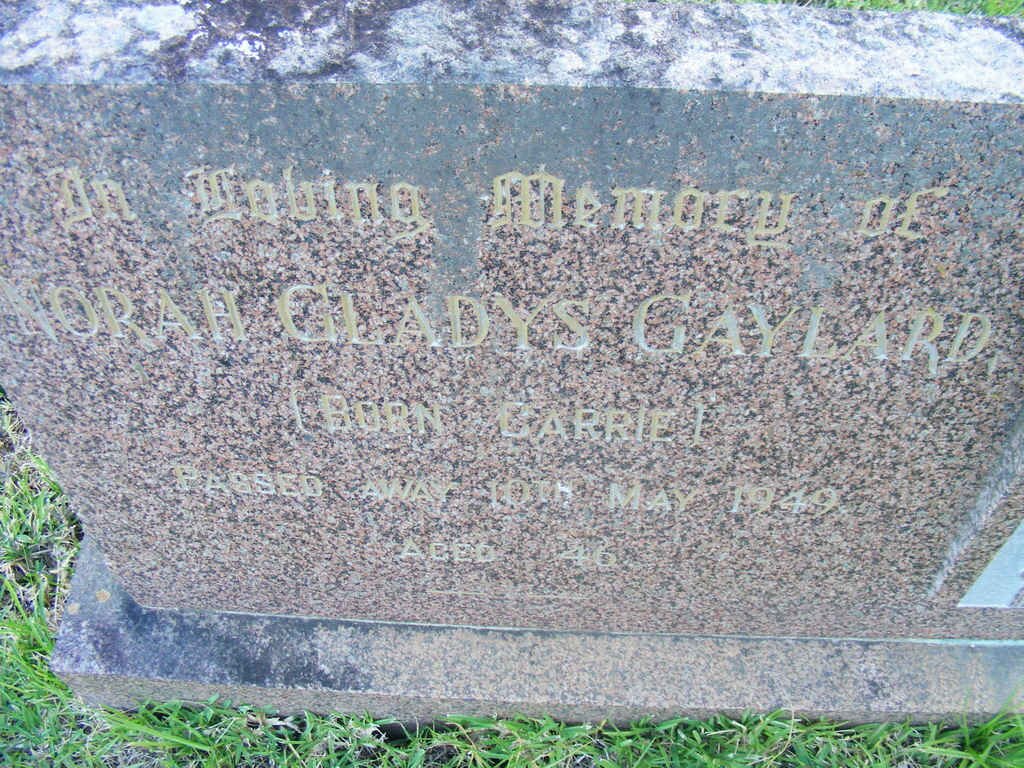 In Loving Memory of
NORAH GLADYS GAYLARD,
(BORN CARRIE)
PASSED AWAY 10TH MAY 1949.
AGED 46